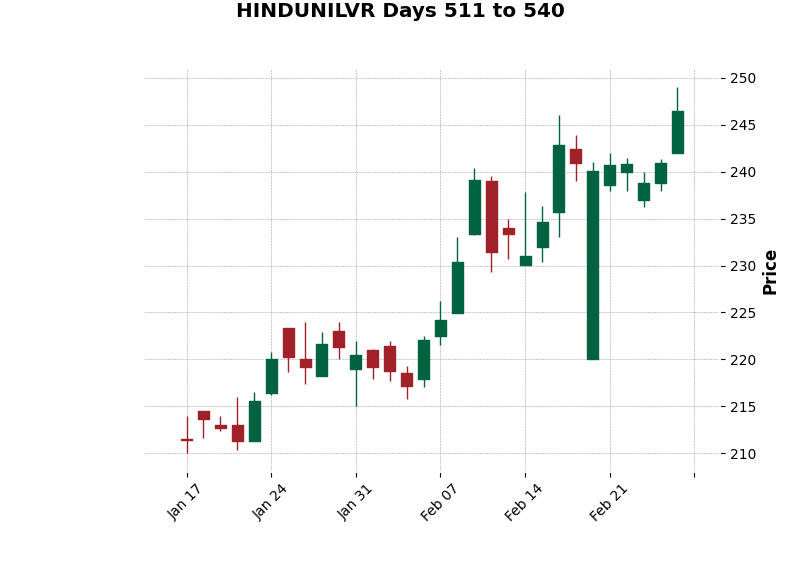 HINDUNILVR Days 511 to 540
250
245
240
235
230
225
220
215
210
Price
Jan 17
Jan 24
Jan 31
Feb 07
Feb 14
Feb 21